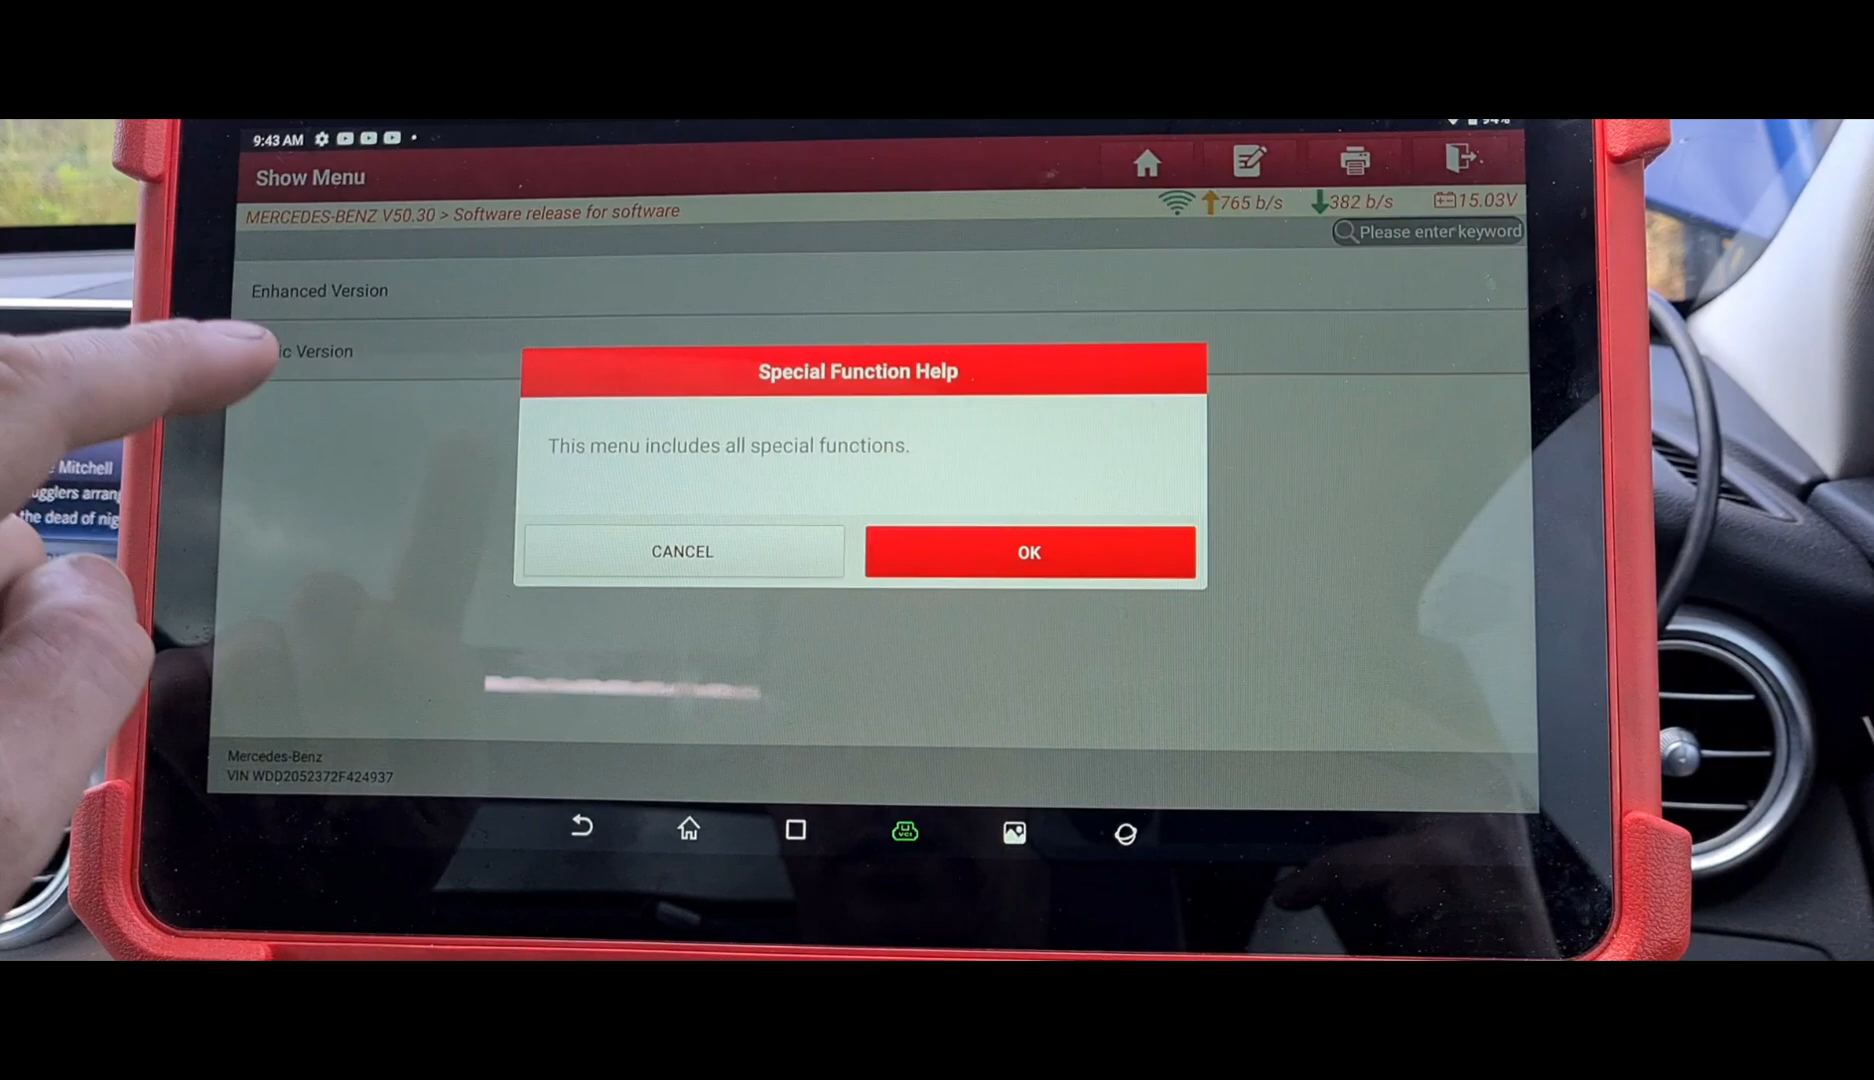 9:43 AM
Show Menu
MERCEDES-BENZ V50.30 > Software release for software
765 b/s
382 b/s
15.03V
Please enter keyword
Enhanced Version
ic Version
Special Function Help
This menu includes all special functions.
CANCEL
OK
Mitchell
ugglers arrang
the dead of nig
Mercedes-Benz
VIN WDD2052372F424937
VCI